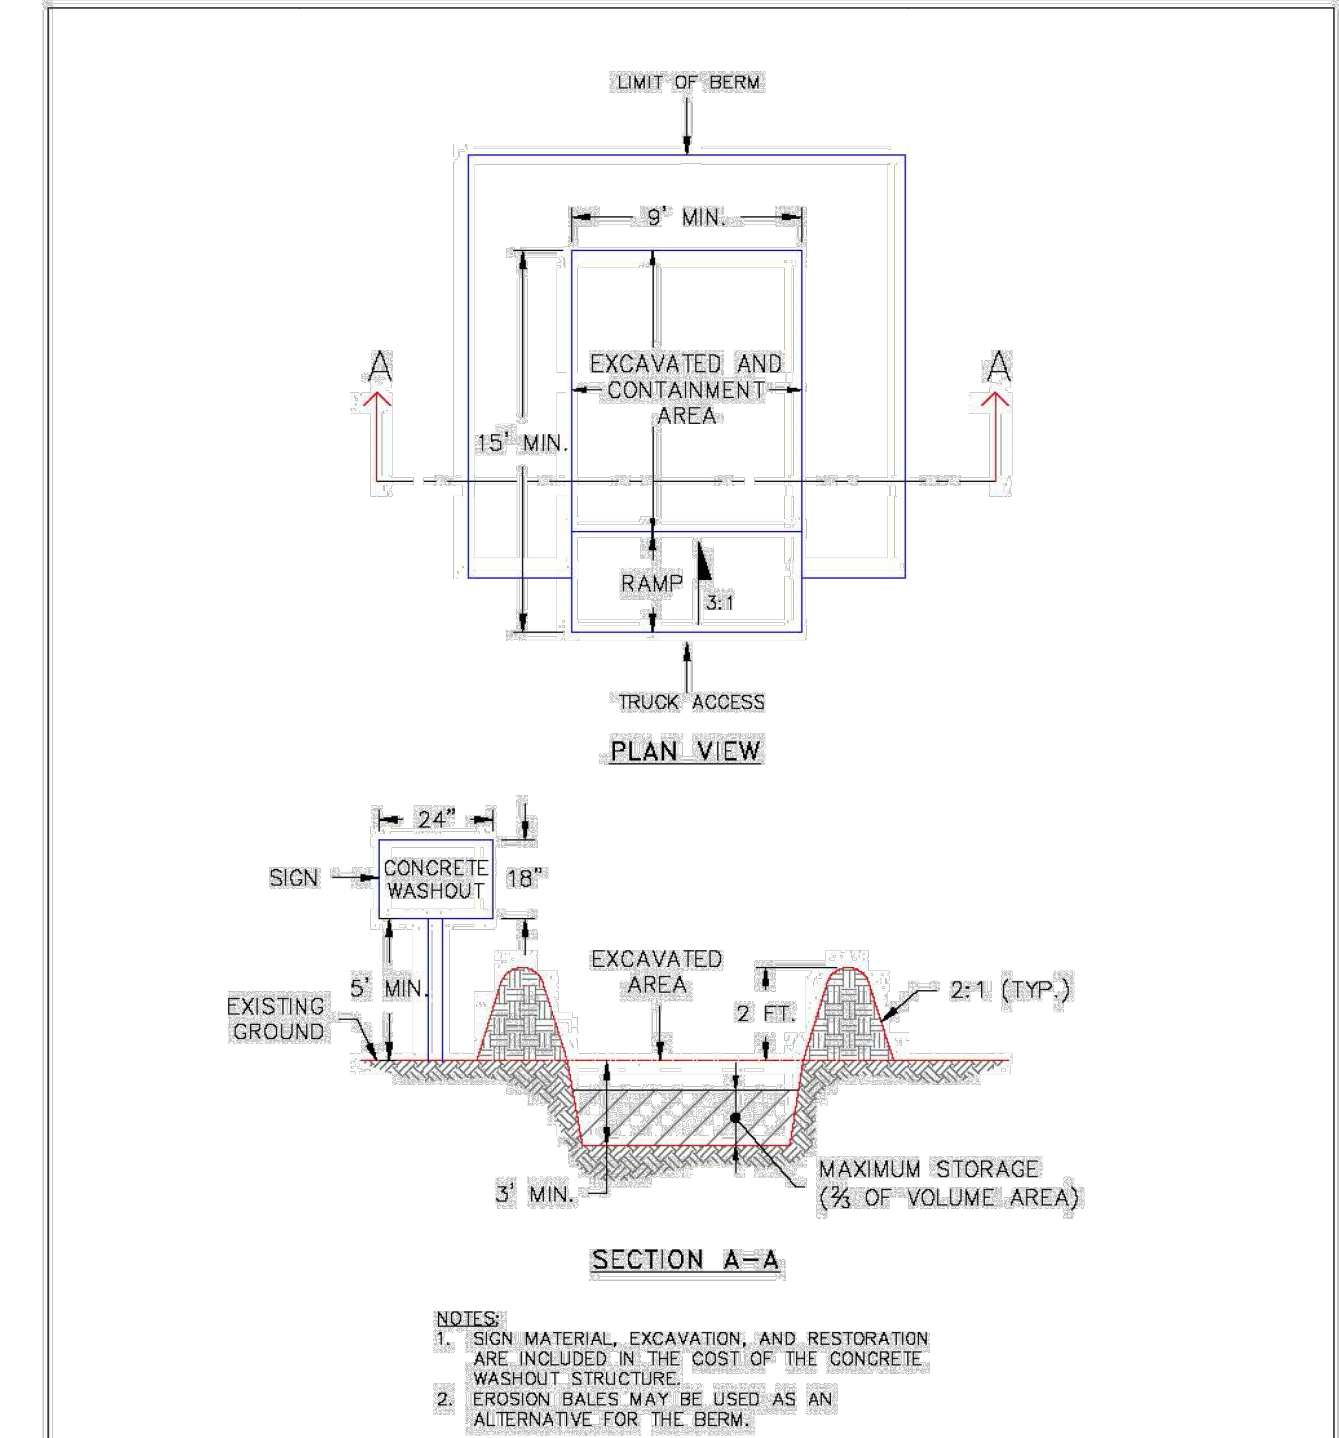 LIMIT OF BERM
9' MIN.
A
EXCAVATED AND
CONTAINMENT
AREA
A
15' MIN.
RAMP
3:1
TRUCK ACCESS
PLAN VIEW
24"
SIGN
CONCRETE
WASHOUT
18"
EXCAVATED
AREA
5' MIN.
2:1 (TYP.)
EXISTING
GROUND
2 FT.
MAXIMUM STORAGE
(⅔ OF VOLUME AREA)
3' MIN.
SECTION A-A
NOTES:
1. SIGN MATERIAL, EXCAVATION, AND RESTORATION
ARE INCLUDED IN THE COST OF THE CONCRETE
WASHOUT STRUCTURE.
2. EROSION BALES MAY BE USED AS AN
ALTERNATIVE FOR THE BERM.